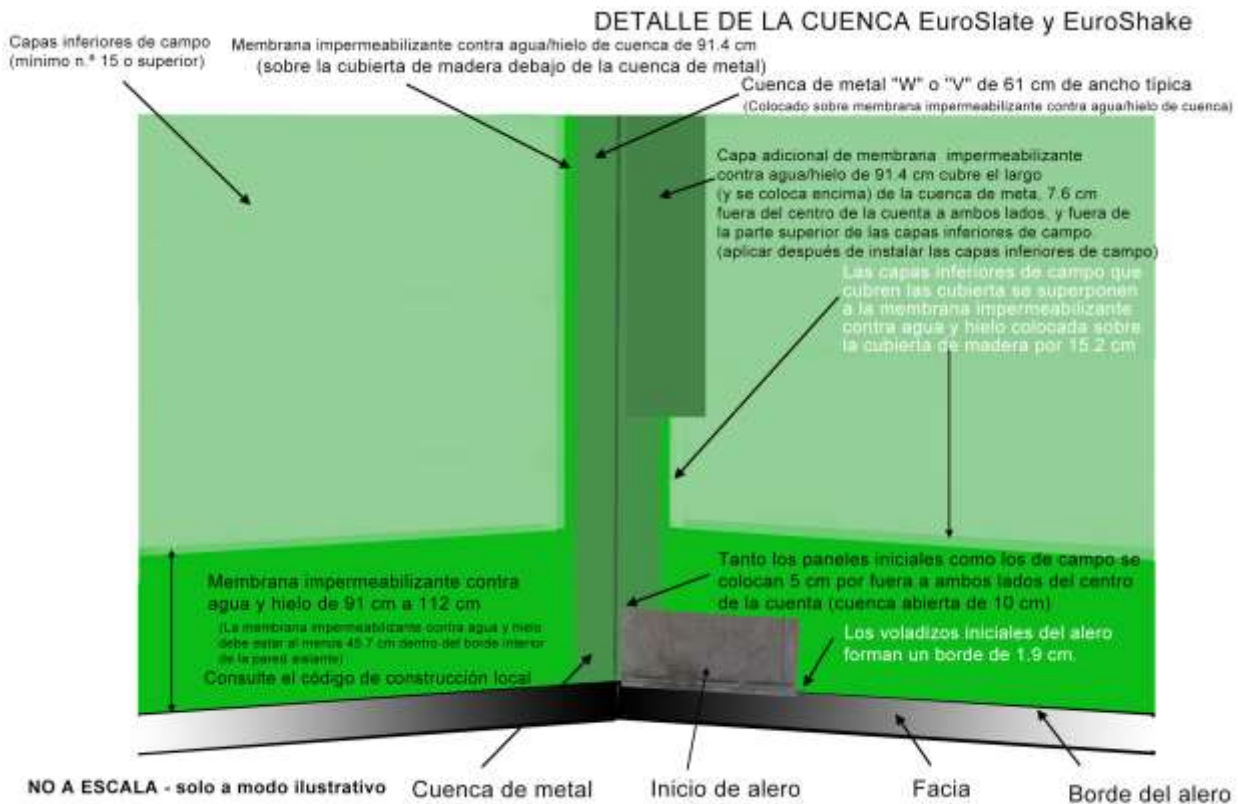 DETALLE DE LA CUENCA EuroSlate y EuroShake
Capas inferiores de campo
(mínimo n.º 15 o superior)
Membrana impermeabilizante contra agua/hielo de cuenca de 91.4 cm
(sobre la cubierta de madera debajo de la cuenca de metal)
Cuenca de metal "W" o "V" de 61 cm de ancho típica
(Colocado sobre membrana impermeabilizante contra agua/hielo de cuenca)
Capa adicional de membrana impermeabilizante
contra agua/hielo de 91.4 cm cubre el largo
(y se coloca encima) de la cuenca de meta, 7.6 cm
fuera del centro de la cuenta a ambos lados, y fuera de
la parte superior de las capas inferiores de campo.
(aplicar después de instalar las capas inferiores de campo)
Las capas inferiores de campo que
cubren las cubierta se superponen
a la membrana impermeabilizante
contra agua y hielo colocada sobre
la cubierta de madera por 15.2 cm
Tanto los paneles iniciales como los de campo se
colocan 5 cm por fuera a ambos lados del centro
de la cuenta (cuenca abierta de 10 cm)
Membrana impermeabilizante contra
agua y hielo de 91 cm a 112 cm
(La membrana impermeabilizante contra agua y hielo
debe estar al menos 45.7 cm dentro del borde interior
de la pared aislante)
Consulte el código de construcción local
Los voladizos iniciales del alero
forman un borde de 1.9 cm.
NO A ESCALA - solo a modo ilustrativo
Cuenca de metal
Inicio de alero
Facia
Borde del alero